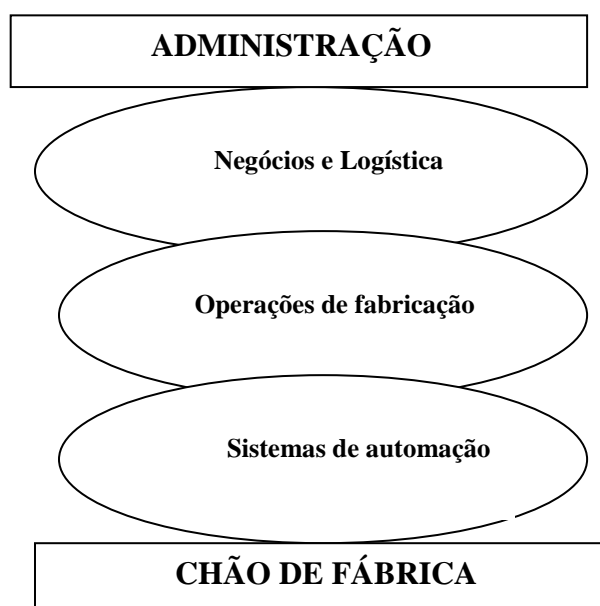 ADMINISTRAÇÃO
Negócios e Logística
Operações de fabricação
Sistemas de automação
CHÃO DE FÁBRICA